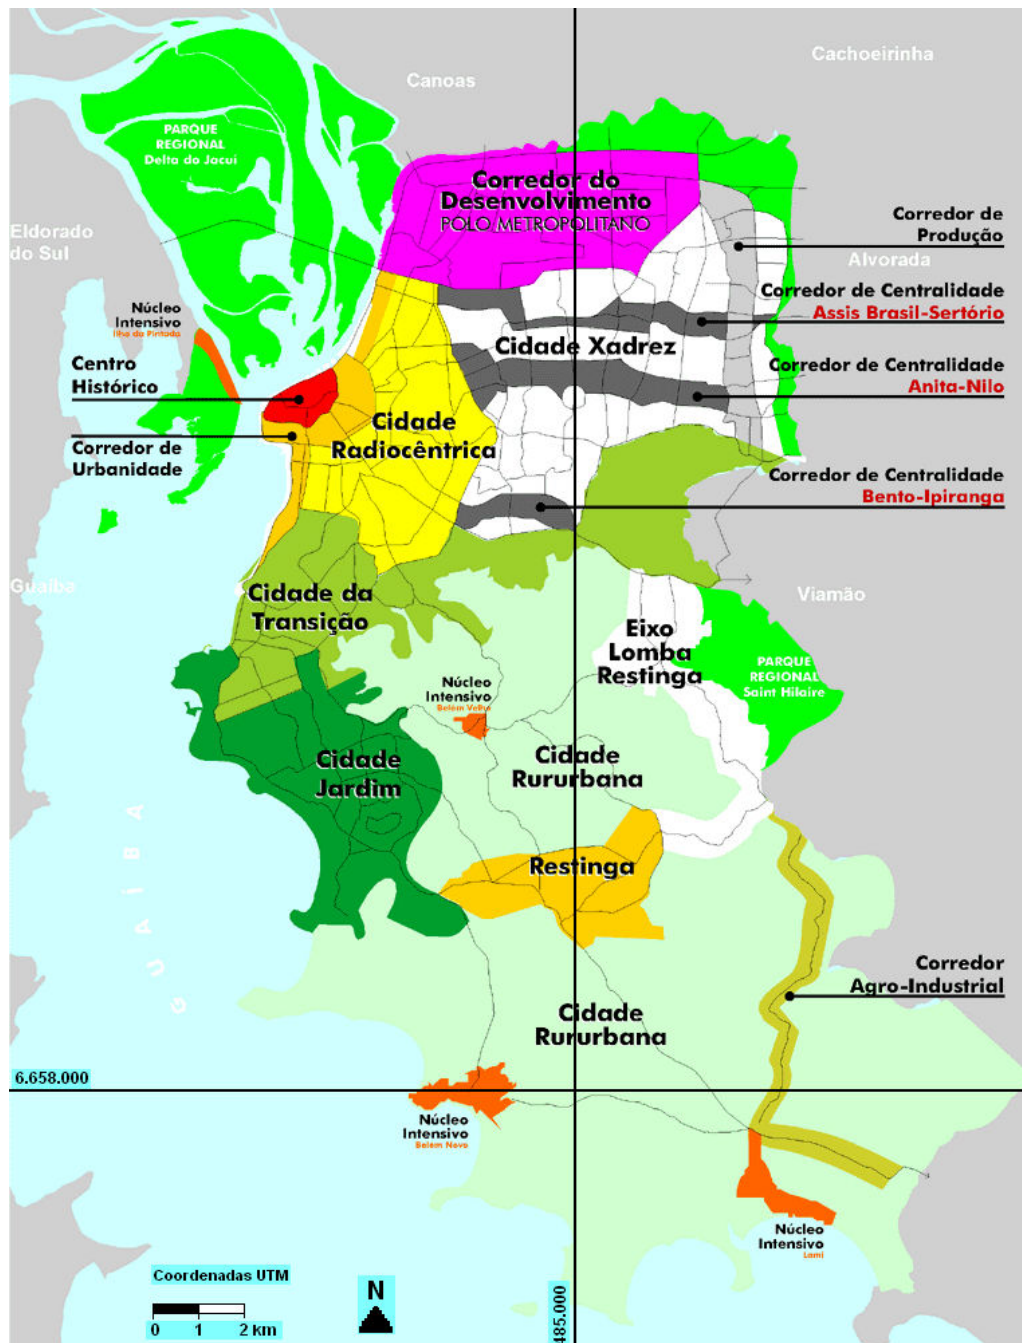 Cachoeirinha
Canoas
PARQUE
REGIONAL
Delta do Jacuí
Corredor do
Desenvolvimento
PÓLO METROPOLITANO
Corredor de
Produção
Eldorado
do Sul
Alvorada
Corredor de Centralidade
Assis Brasil-Sertório
Núcleo
Intensivo
Ilha da Pintada
Cidade Xadrez
Centro
Histórico
Corredor de Centralidade
Anita-Nilo
Cidade
Radiocêntrica
Corredor de
Urbanidade
Corredor de Centralidade
Bento-Ipiranga
Guaíba
Cidade da
Transição
Viamão
Eixo
Lomba
Restinga
PARQUE
REGIONAL
Saint Hilaire
Núcleo
Intensivo
Belém Velho
Cidade
Jardim
Cidade
Rururbana
Restinga
GUAÍBA
Corredor
Agro-Industrial
Cidade
Rururbana
6.658.000
Núcleo
Intensivo
Belém Novo
Núcleo
Intensivo
Lami
Coordenadas UTM
N
0 1 2 km
485.000